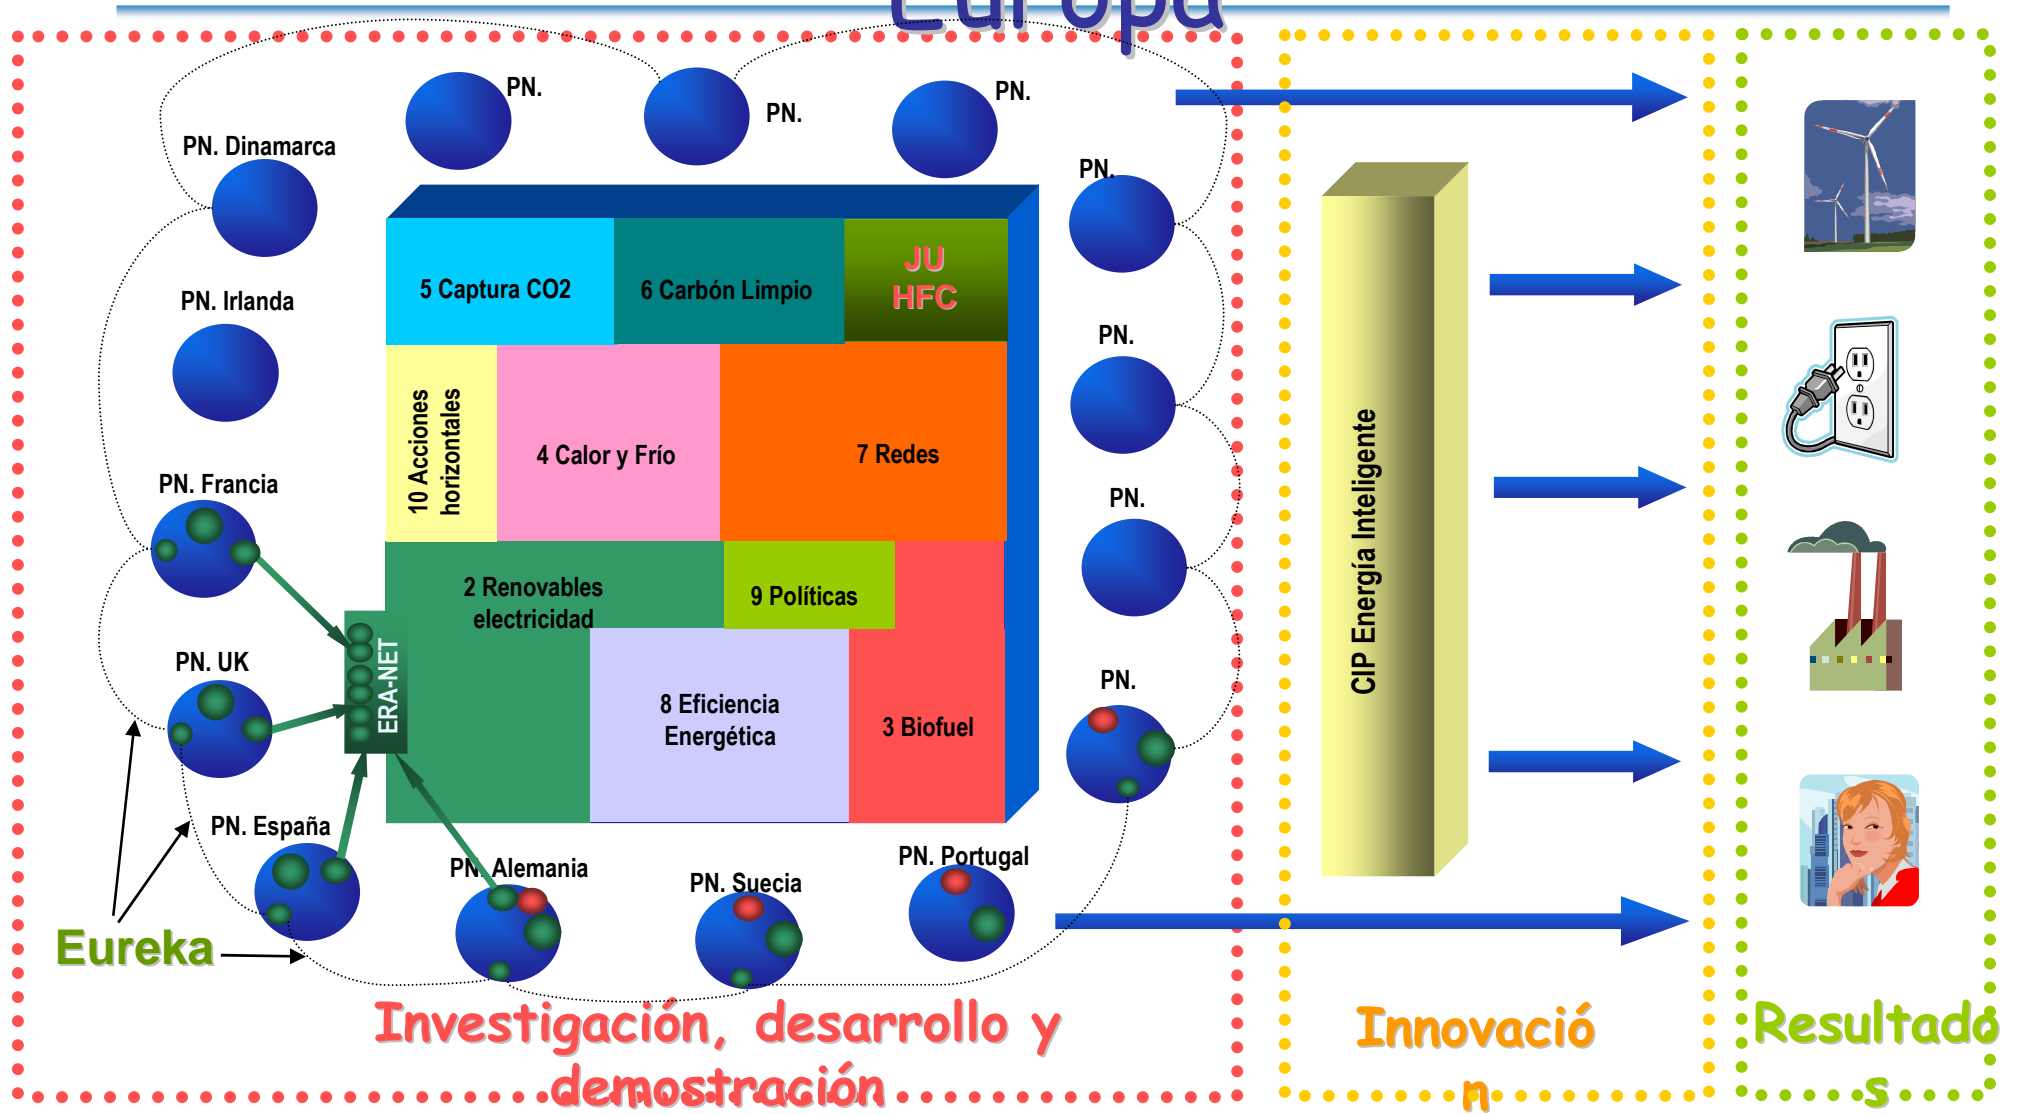 Europa
PN.
PN.
PN.
PN. Dinamarca
PN.
5 Captura CO2
6 Carbón Limpio
JU
HFC
PN. Irlanda
PN.
10 Acciones
horizontales
4 Calor y Frío
7 Redes
PN. Francia
PN.
2 Renovables
electricidad
9 Políticas
CIP Energía Inteligente
ERA-NET
PN. UK
8 Eficiencia
Energética
3 Biofuel
PN.
PN. España
PN. Alemania
PN. Suecia
PN. Portugal
Eureka
Investigación, desarrollo y
demostración
Innovació
n
Resultado
s